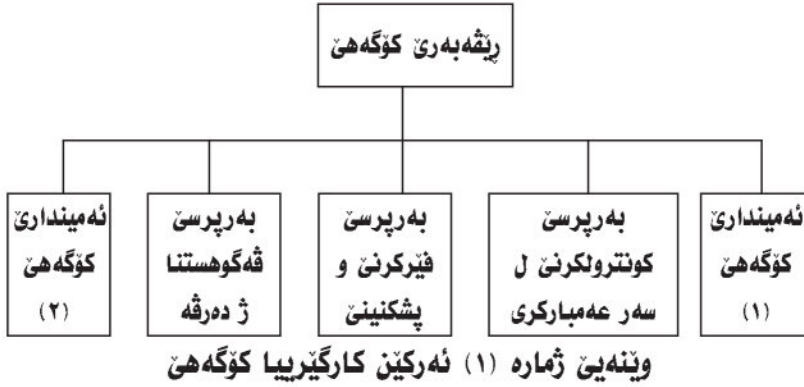 ڕێڤەبەرێ کۆگەهێ
ئەمیندارێ
کۆگەهێ
(١)
بەرپرسێ
کونترولکرنێ ل
سەر عەمبارکری
بەرپرسێ
فێرکرنێ و
پشکنینێ
بەرپرسێ
ڤەگوهستنا
ژ دەرڤە
ئەمیندارێ
کۆگەهێ
(٢)
وێنەیێ ژمارە (١) ئەرکێن کارگێڕییا کۆگەهێ